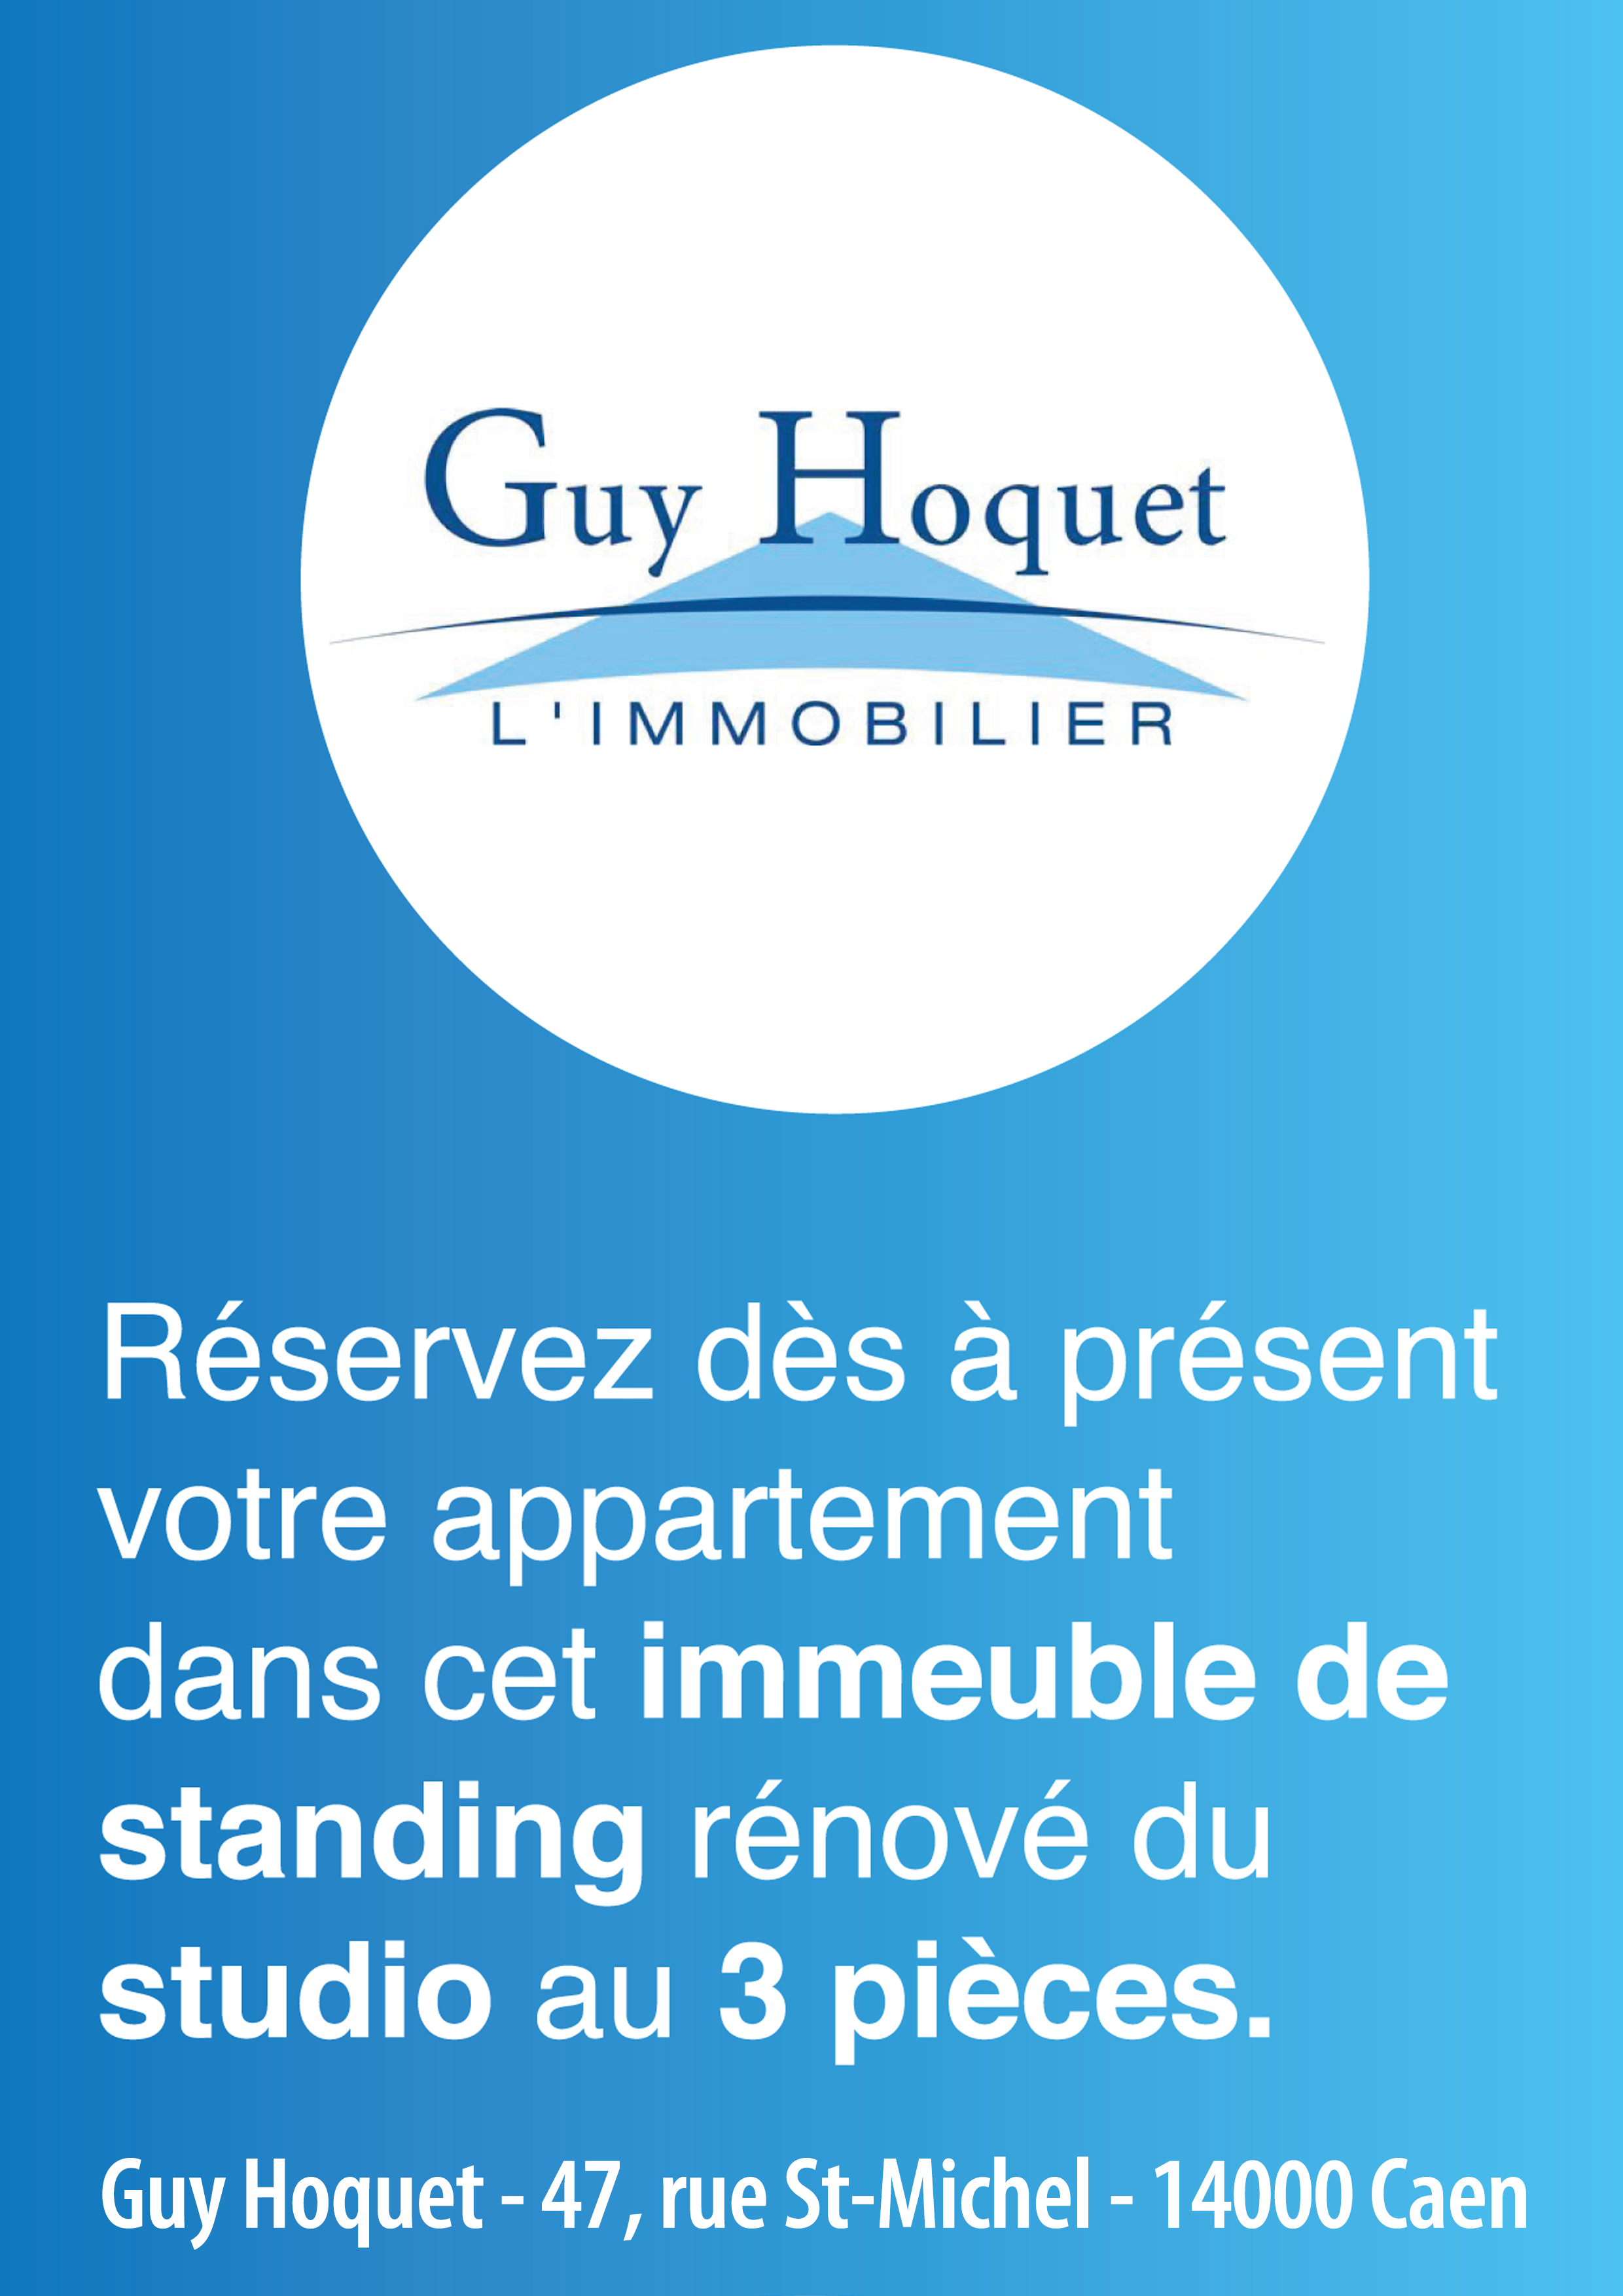 Guy Hoquet
L'IMMOBILIER
Réservez dès à présent
votre appartement
dans cet immeuble de
standing rénové du
studio au 3 pièces.
Guy Hoquet - 47, rue St-Michel - 14000 Caen